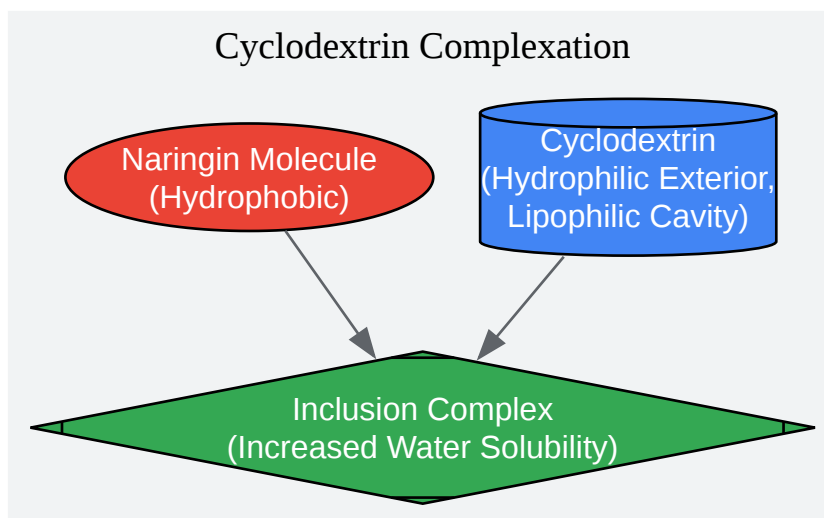 Cyclodextrin Complexation
Naringin Molecule
(Hydrophobic)
Cyclodextrin
(Hydrophilic Exterior,
Lipophilic Cavity)
Inclusion Complex
(Increased Water Solubility)